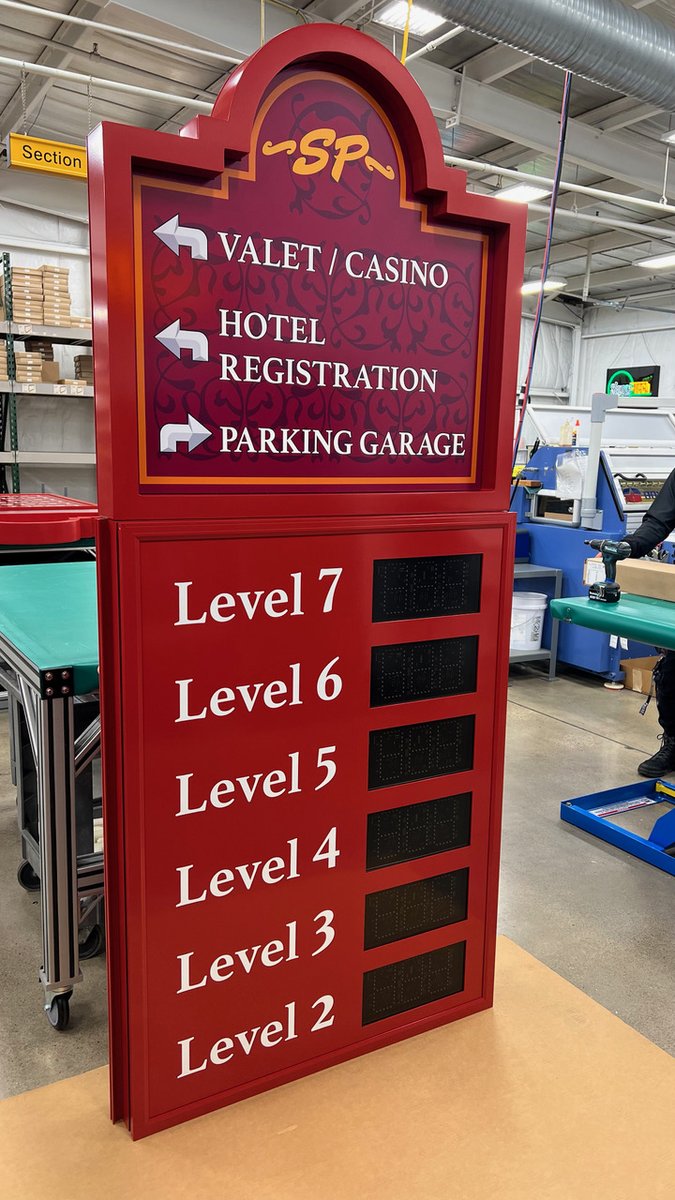 Section
SP
VALET / CASINO
HOTEL
REGISTRATION
PARKING GARAGE
Level 7
Level 6
Level 5
Level 4
Level 3
Level 2